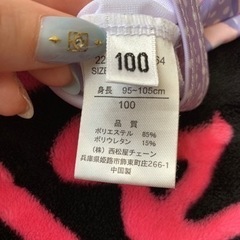 100
SIZE
身長 95~105cm
100
品質
ポリエステル 85%
ポリウレタン 15%
(株)西松屋チェーン
兵庫県姫路市飾東町庄266-1
中国製